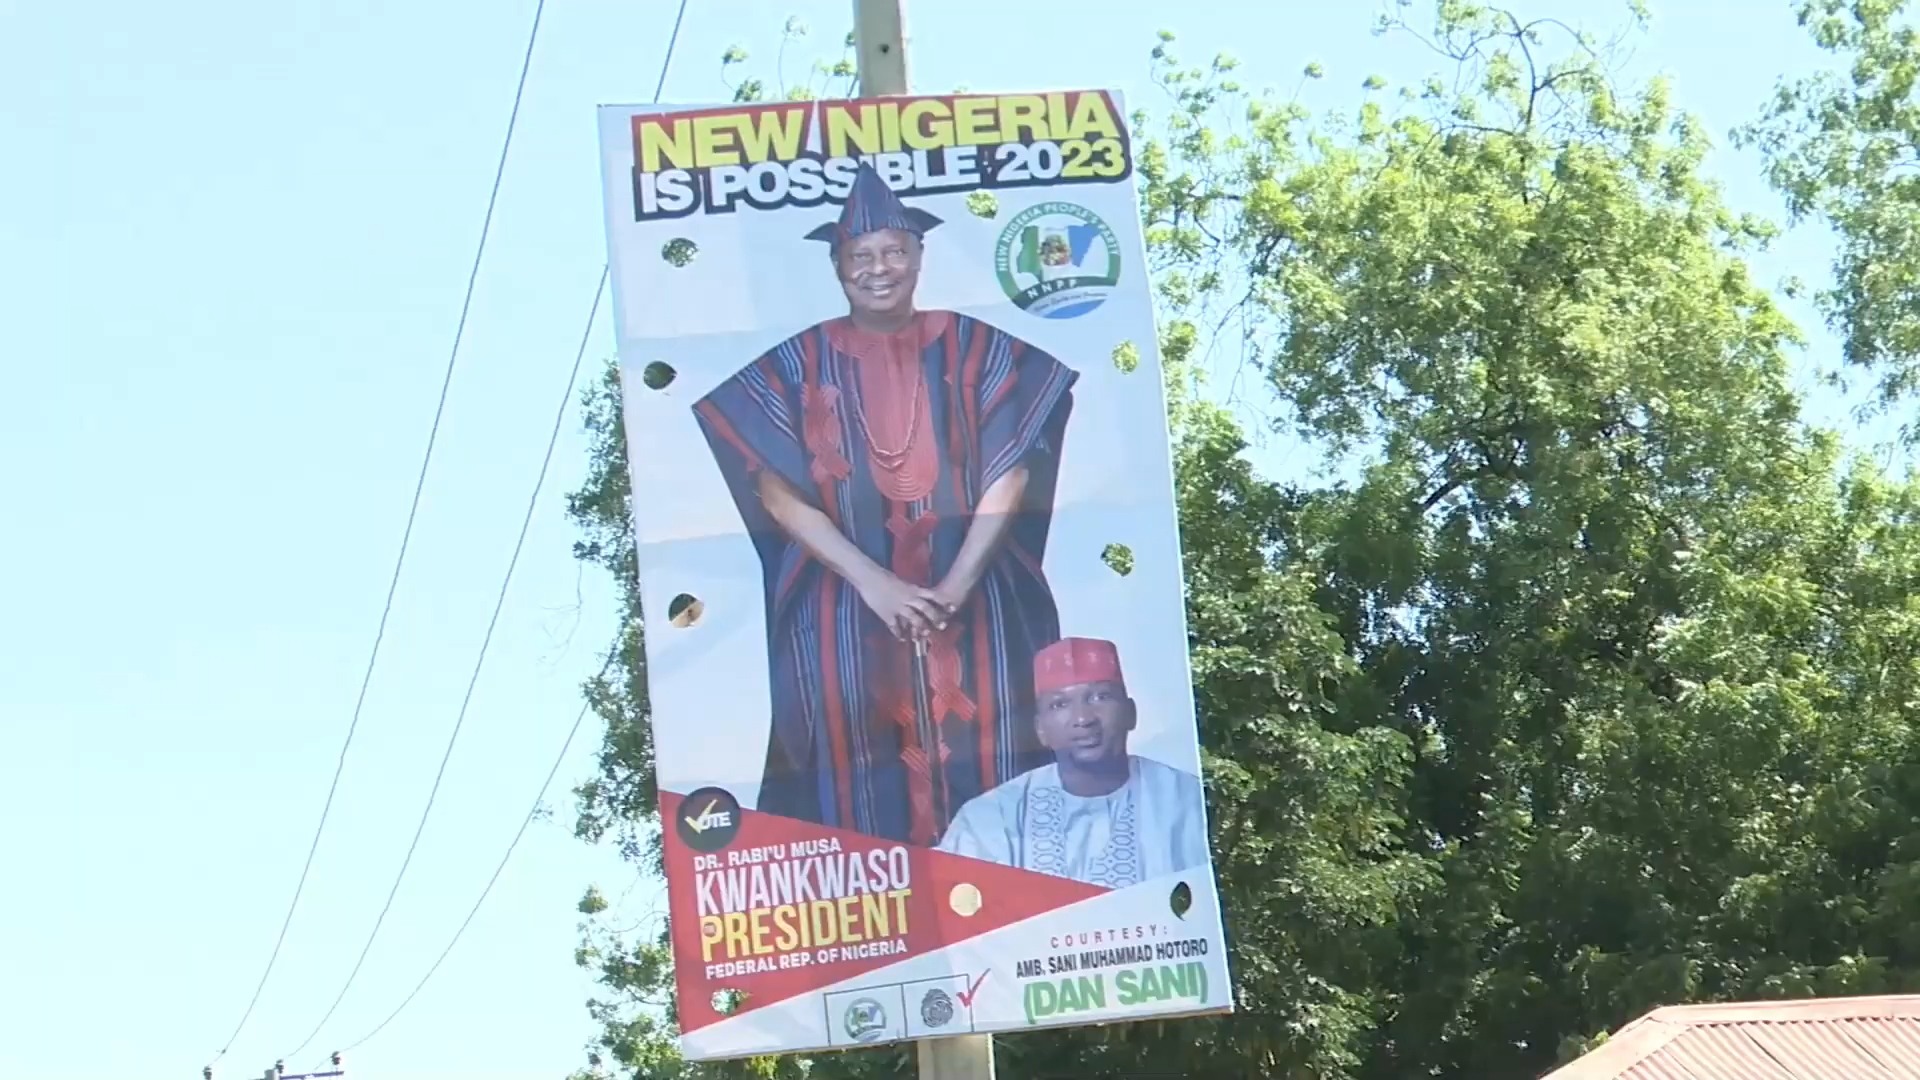 NEW NIGERIA
IS POSSIBLE 2023
NEW NIGERIA PEOPLE'S PARTY
NNPP
VOTE
DR. RABI'U MUSA
KWANKWASO
PRESIDENT
FEDERAL REP. OF NIGERIA
COURTESY:
AMB. SANI MUHAMMAD HOTORO
(DAN SANI)